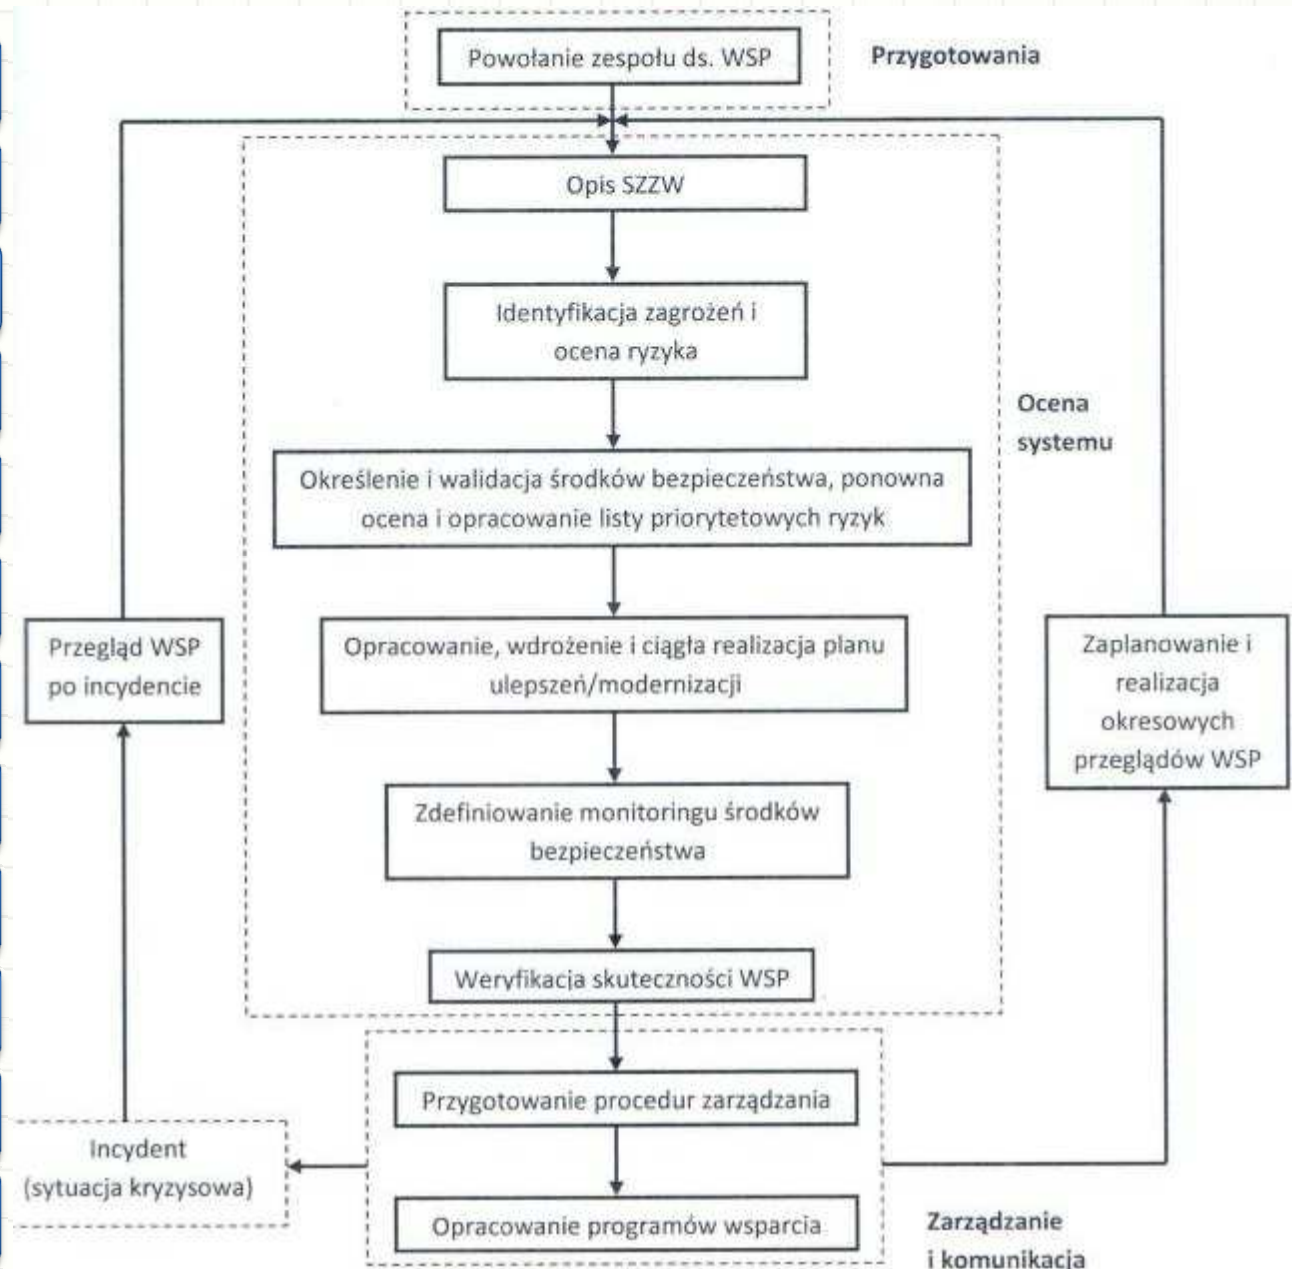 Powołanie zespołu ds. WSP
Przygotowania
Opis SZZW
Identyfikacja zagrożeń i
ocena ryzyka
Ocena
systemu
Określenie i walidacja środków bezpieczeństwa, ponowna
ocena i opracowanie listy priorytetowych ryzyk
Przegląd WSP
po incydencie
Opracowanie, wdrożenie i ciągła realizacja planu
ulepszeń/modernizacji
Zaplanowanie i
realizacja
okresowych
przeglądów WSP
Zdefiniowanie monitoringu środków
bezpieczeństwa
Weryfikacja skuteczności WSP
Przygotowanie procedur zarządzania
Incydent
(sytuacja kryzysowa)
Opracowanie programów wsparcia
Zarządzanie
i komunikacja